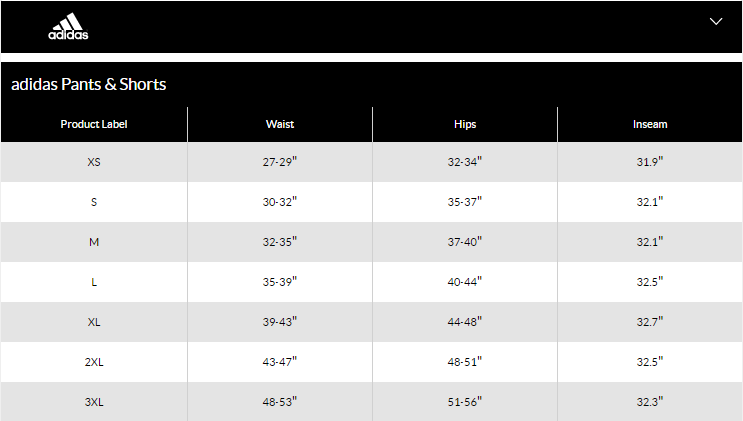 adidas
adidas Pants & Shorts
Product Label Waist Hips Inseam
XS 27-29" 32-34" 31.9"
S 30-32" 35-37" 32.1"
M 32-35" 37-40" 32.1"
L 35-39" 40-44" 32.5"
XL 39-43" 44-48" 32.7"
2XL 43-47" 48-51" 32.5"
3XL 48-53" 51-56" 32.3"